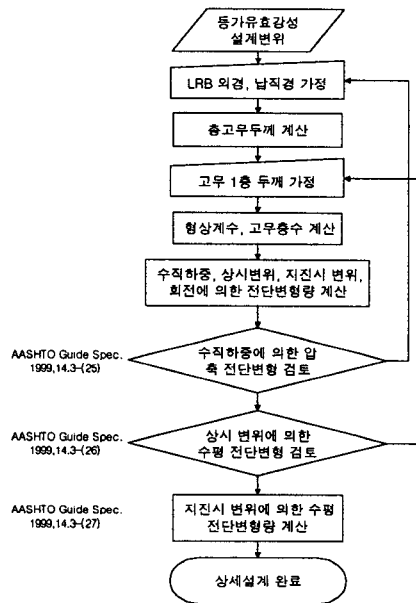 등가유효강성
설계변위
LRB 외경, 납직경 가정
총고무두께 계산
고무 1층 두께 가정
형상계수, 고무층수 계산
수직하중, 상시변위, 지진시 변위,
회전에 의한 전단변형량 계산
AASHTO Guide Spec.
1999,14.3-(25)
수직하중에 의한 압
축 전단변형 검토
AASHTO Guide Spec.
1999,14.3-(26)
상시 변위에 의한
수평 전단변형 검토
AASHTO Guide Spec.
1999,14.3-(27)
지진시 변위에 의한 수평
전단변형량 계산
상세설계 완료